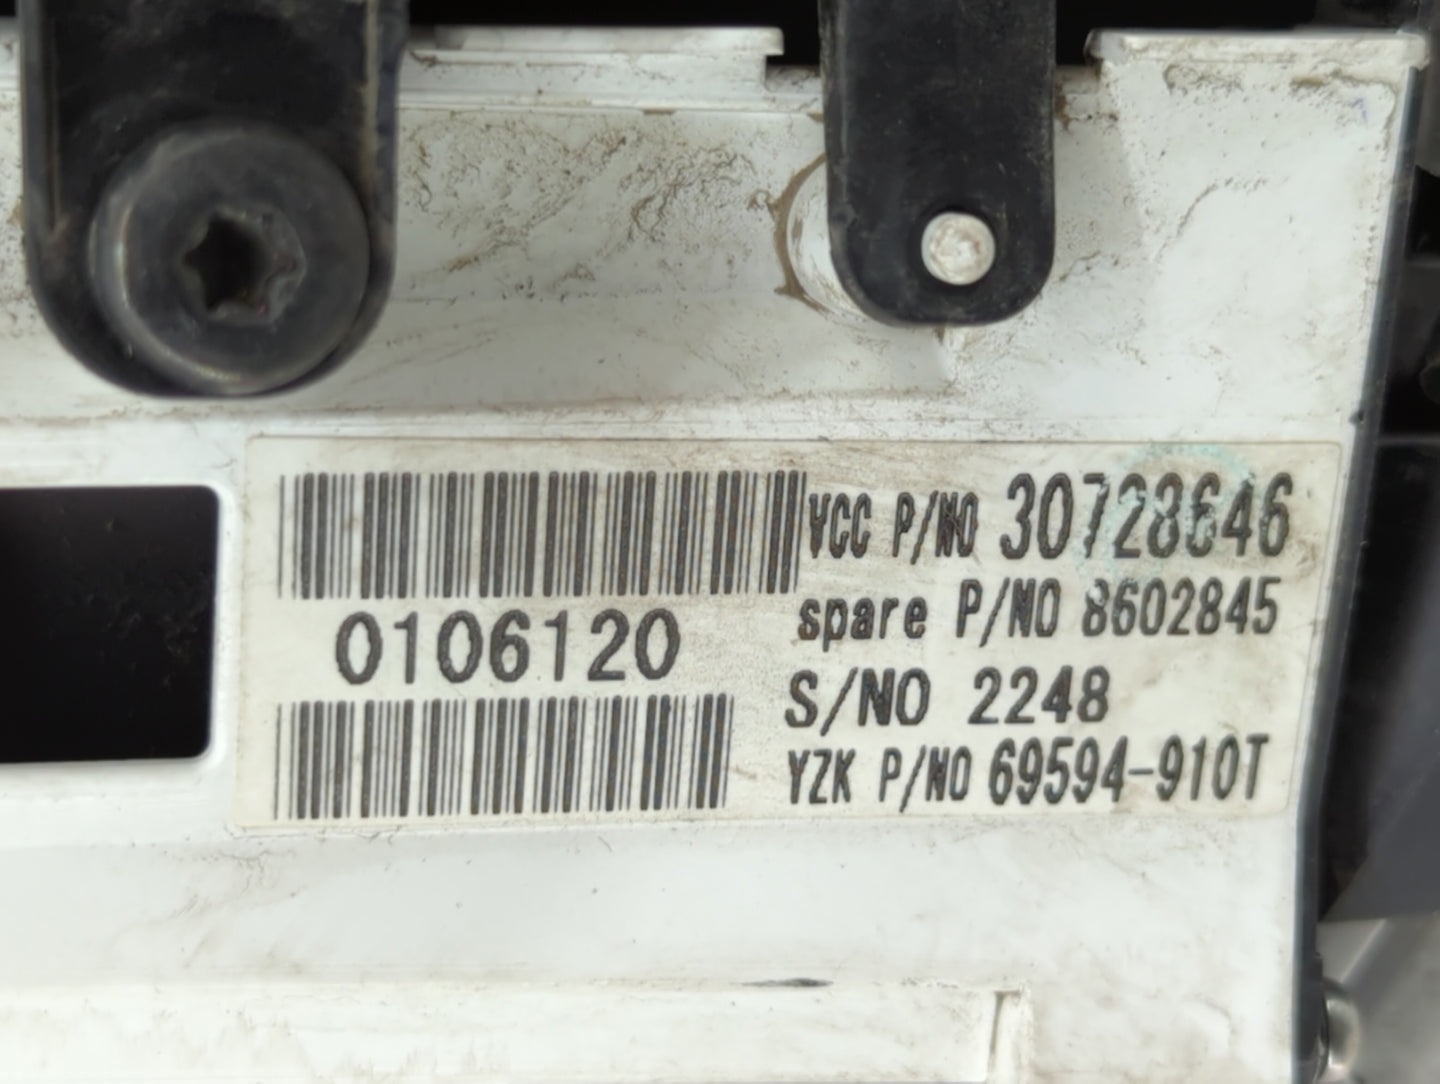 VCC P/NO 30728646
spare P/NO 8602845
0106120
S/NO 2248
YZK P/NO 69594-910T